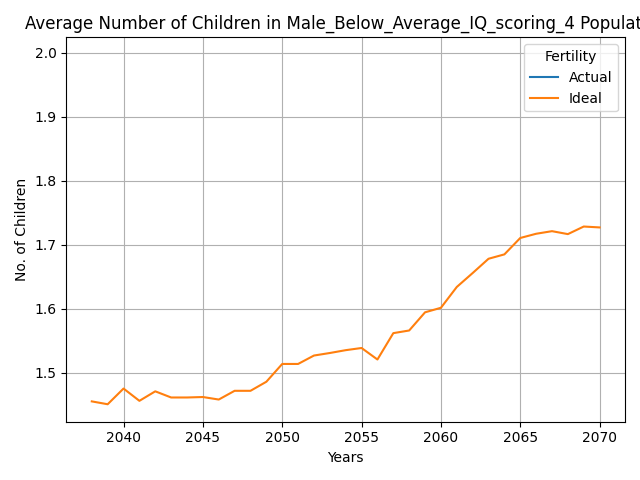 Average Number of Children in Male_Below_Average_IQ_scoring_4 Populat
Fertility
Actual
Ideal
No. of Children
2.0
1.9
1.8
1.7
1.6
1.5
2040 2045 2050 2055 2060 2065 2070
Years